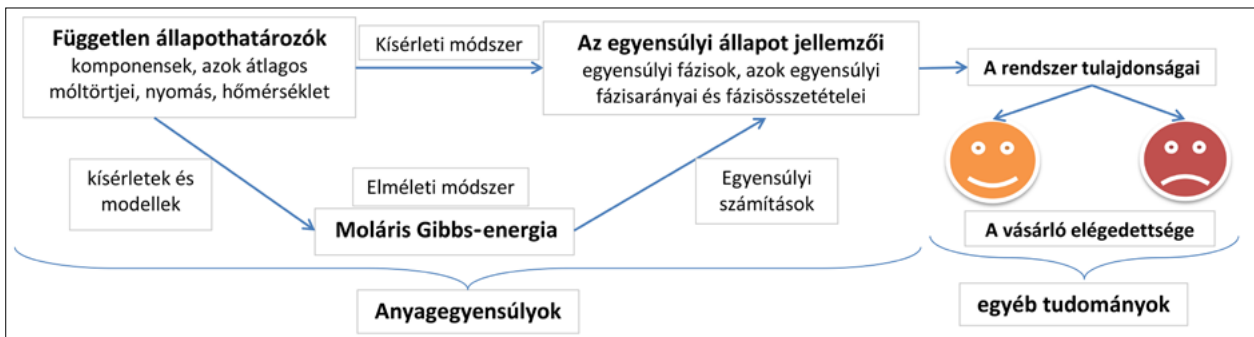 Független állapothatározók
komponensek, azok átlagos
móltörtjei, nyomás, hőmérséklet
Kísérleti módszer
Az egyensúlyi állapot jellemzői
egyensúlyi fázisok, azok egyensúlyi
fázisarányai és fázisösszetételei
A rendszer tulajdonságai
kísérletek és
modellek
Elméleti módszer
Moláris Gibbs-energia
Egyensúlyi
számítások
A vásárló elégedettsége
Anyagegyensúlyok
egyéb tudományok